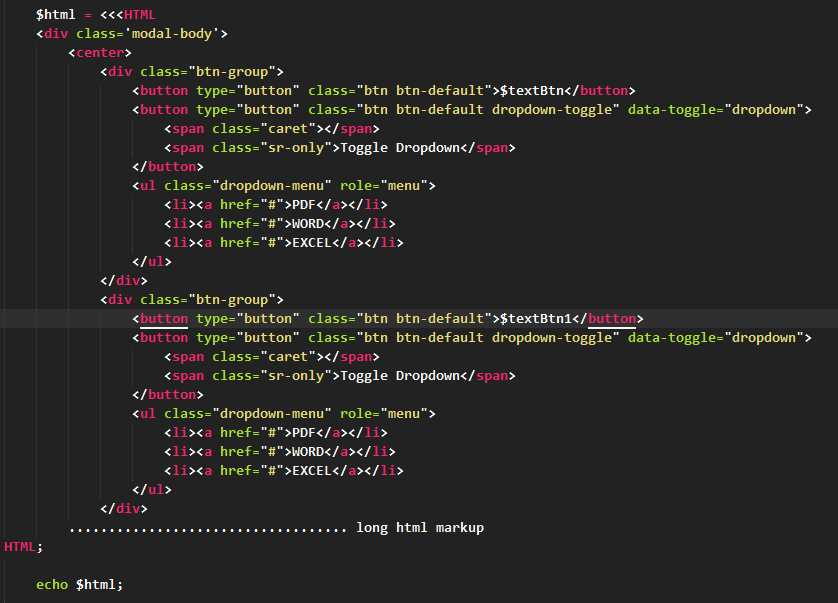 $html = <<<HTML
<div class='modal-body'>
<center>
<div class="btn-group">
<button type="button" class="btn btn-default">$textBtn</button>
<button type="button" class="btn btn-default dropdown-toggle" data-toggle="dropdown">
<span class="caret"></span>
<span class="sr-only">Toggle Dropdown</span>
</button>
<ul class="dropdown-menu" role="menu">
<li><a href="#">PDF</a></li>
<li><a href="#">WORD</a></li>
<li><a href="#">EXCEL</a></li>
</ul>
</div>
<div class="btn-group">
<button type="button" class="btn btn-default">$textBtn1</button>
<button type="button" class="btn btn-default dropdown-toggle" data-toggle="dropdown">
<span class="caret"></span>
<span class="sr-only">Toggle Dropdown</span>
</button>
<ul class="dropdown-menu" role="menu">
<li><a href="#">PDF</a></li>
<li><a href="#">WORD</a></li>
<li><a href="#">EXCEL</a></li>
</ul>
</div>
................................... long html markup
HTML;
echo $html;